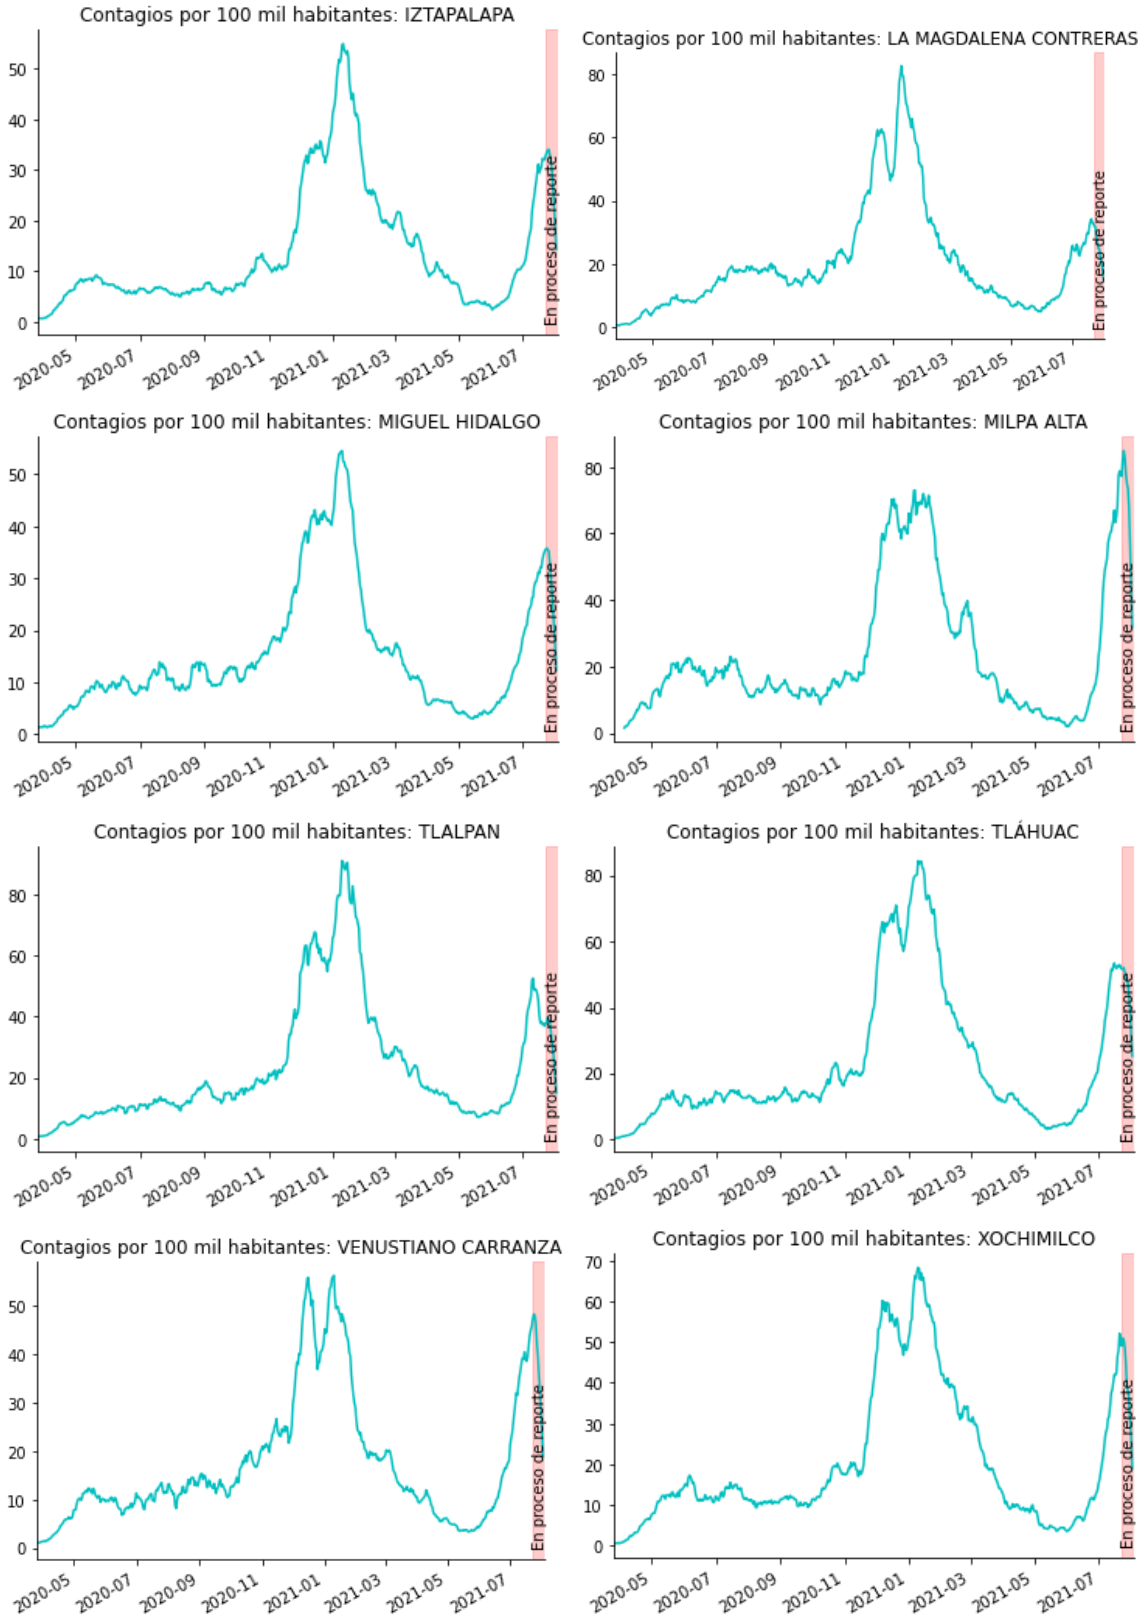 Contagios por 100 mil habitantes: IZTAPALAPA
50
40
30
20
10
0
En proceso de reporte
2020-05 2020-07 2020-09 2020-11 2021-01 2021-03 2021-05 2021-07
Contagios por 100 mil habitantes: LA MAGDALENA CONTRERAS
80
60
40
20
0
En proceso de reporte
2020-05 2020-07 2020-09 2020-11 2021-01 2021-03 2021-05 2021-07
Contagios por 100 mil habitantes: MIGUEL HIDALGO
50
40
30
20
10
0
En proceso de reporte
2020-05 2020-07 2020-09 2020-11 2021-01 2021-03 2021-05 2021-07
Contagios por 100 mil habitantes: MILPA ALTA
80
60
40
20
0
En proceso de reporte
2020-05 2020-07 2020-09 2020-11 2021-01 2021-03 2021-05 2021-07
Contagios por 100 mil habitantes: TLALPAN
80
60
40
20
0
En proceso de reporte
2020-05 2020-07 2020-09 2020-11 2021-01 2021-03 2021-05 2021-07
Contagios por 100 mil habitantes: TLÁHUAC
80
60
40
20
0
En proceso de reporte
2020-05 2020-07 2020-09 2020-11 2021-01 2021-03 2021-05 2021-07
Contagios por 100 mil habitantes: VENUSTIANO CARRANZA
50
40
30
20
10
0
En proceso de reporte
2020-05 2020-07 2020-09 2020-11 2021-01 2021-03 2021-05 2021-07
Contagios por 100 mil habitantes: XOCHIMILCO
70
60
50
40
30
20
10
0
En proceso de reporte
2020-05 2020-07 2020-09 2020-11 2021-01 2021-03 2021-05 2021-07